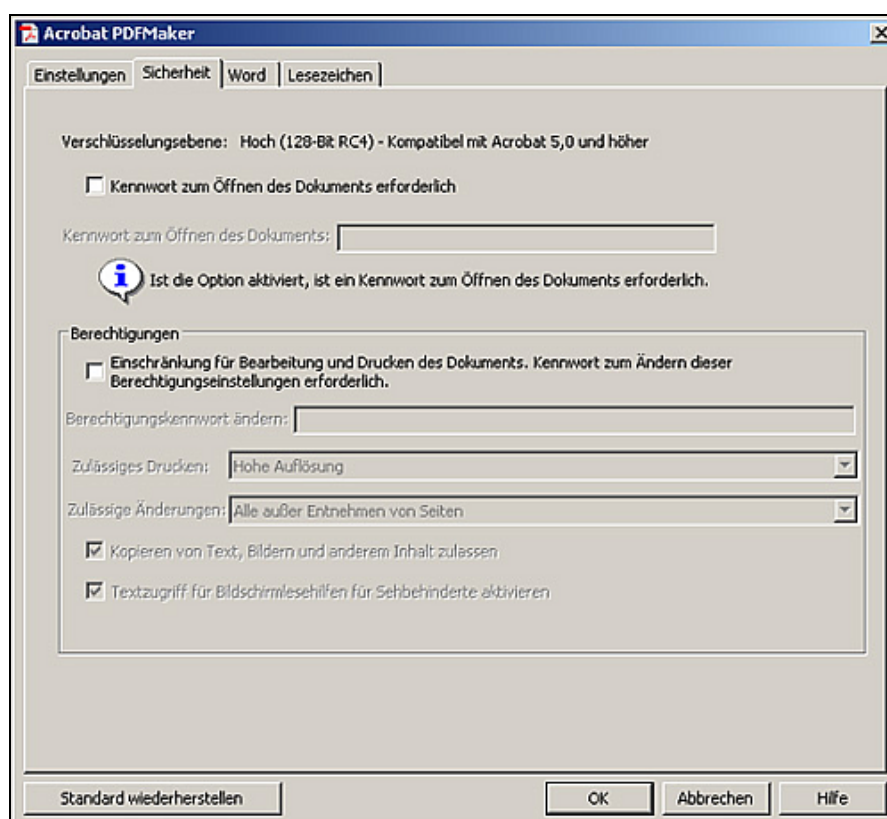 Acrobat PDFMaker
Einstellungen Sicherheit Word Lesezeichen
Verschlüsselungsebene: Hoch (128-Bit RC4) - Kompatibel mit Acrobat 5,0 und höher
Kennwort zum Öffnen des Dokuments erforderlich
Kennwort zum Öffnen des Dokuments:
Ist die Option aktiviert, ist ein Kennwort zum Öffnen des Dokuments erforderlich.
Berechtigungen
Einschränkung für Bearbeitung und Drucken des Dokuments. Kennwort zum Ändern dieser
Berechtigungseinstellungen erforderlich.
Berechtigungskennwort ändern:
Zulässiges Drucken: Hohe Auflösung
Zulässige Änderungen: Alle außer Entnehmen von Seiten
Kopieren von Text, Bildern und anderem Inhalt zulassen
Textzugriff für Bildschirmlesehilfen für Sehbehinderte aktivieren
Standard wiederherstellen OK Abbrechen Hilfe